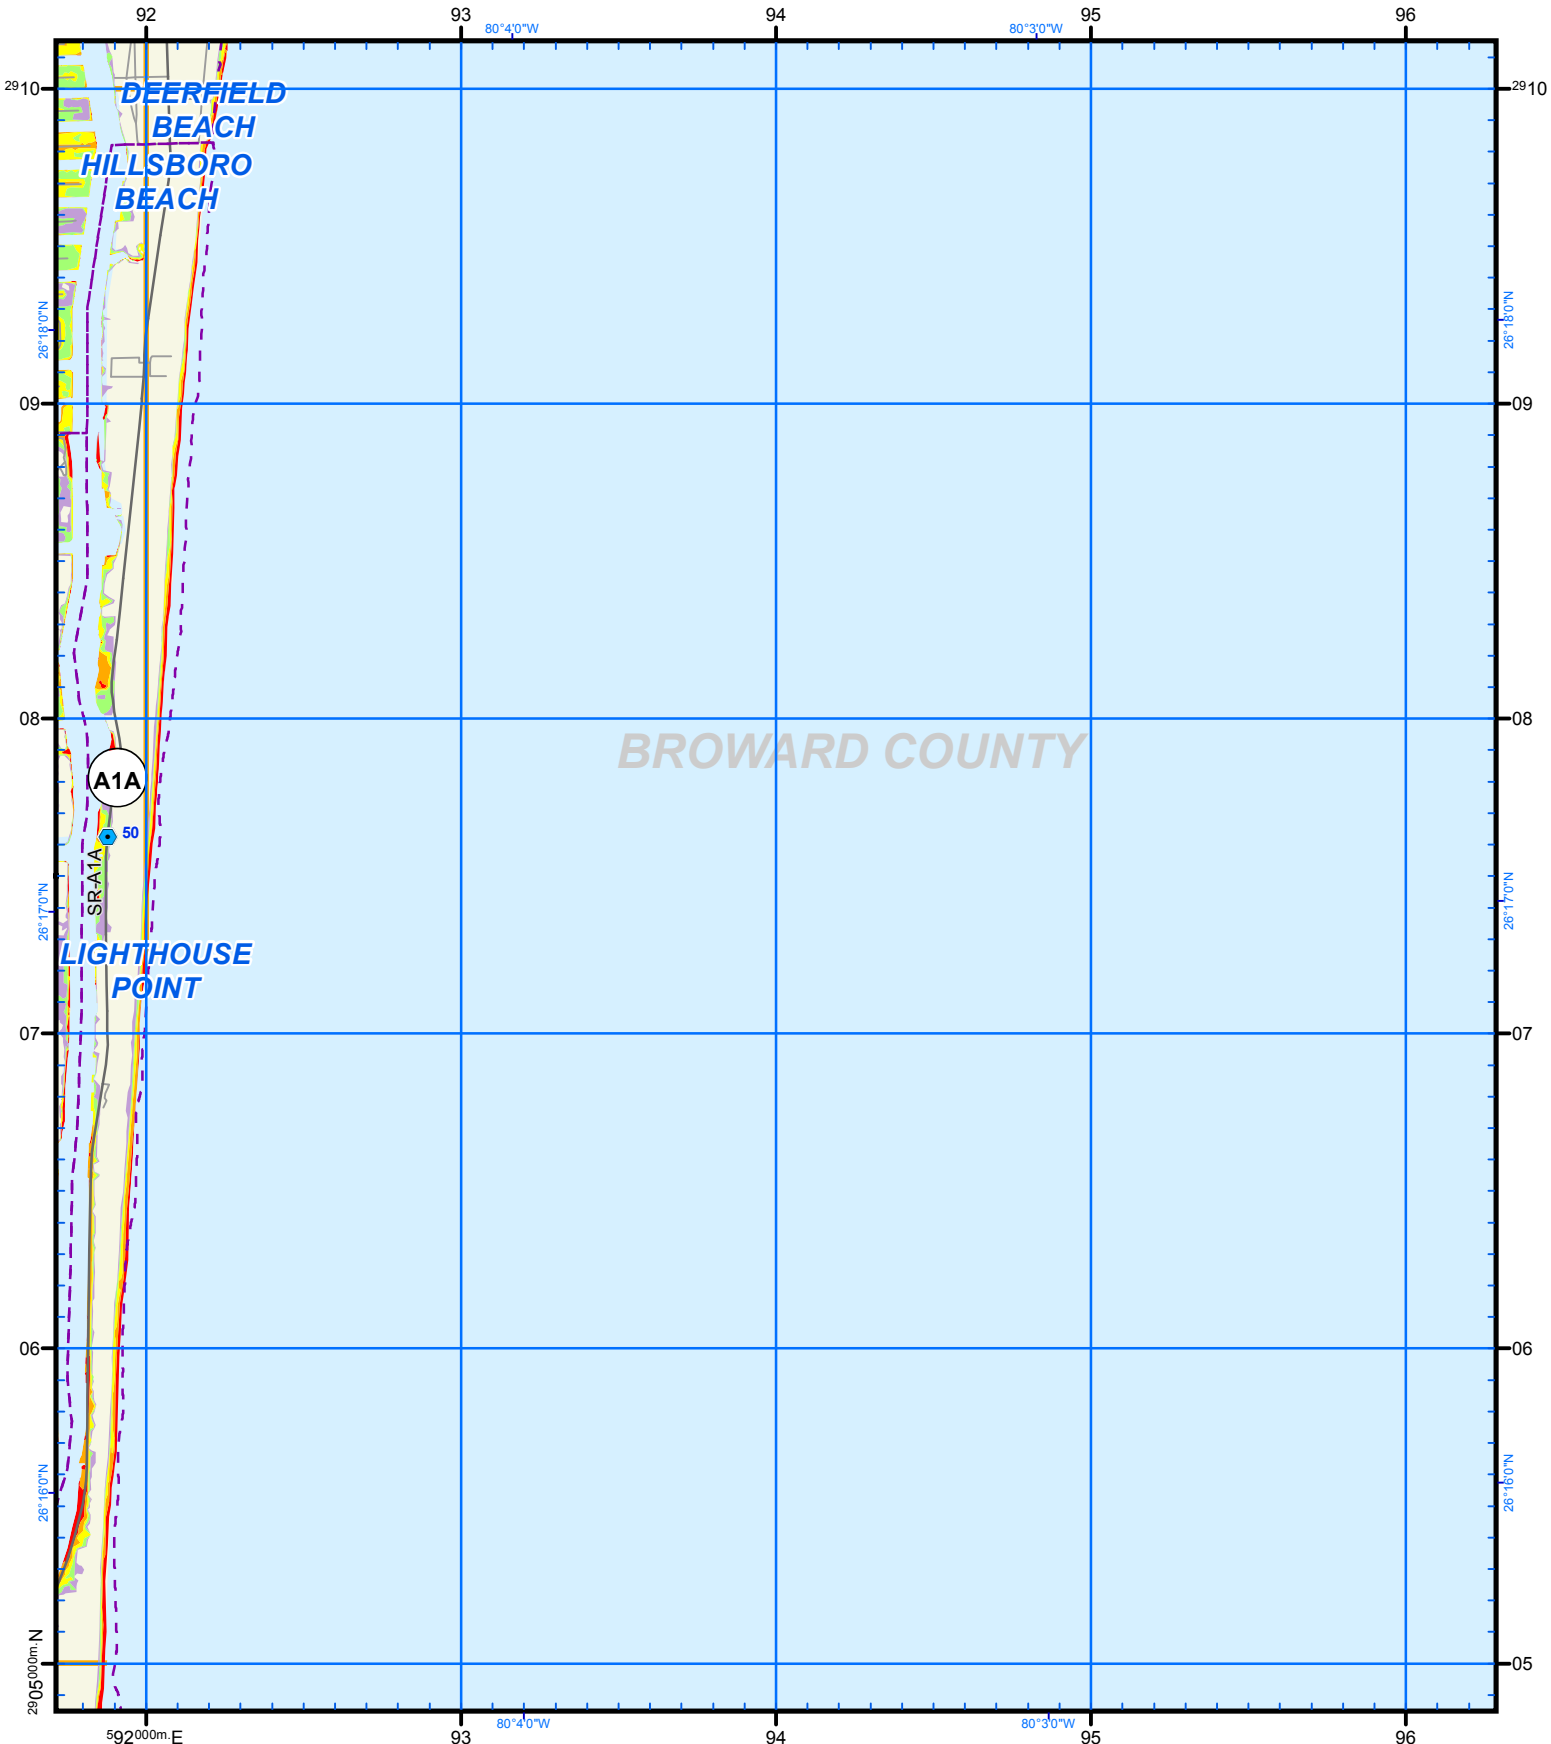 92 93 94 95 96
80°4'0"W 80°3'0"W
2910 2910
DEERFIELD
BEACH
HILLSBORO
BEACH
26°18'0"N 26°18'0"N
09 09
08 08
BROWARD COUNTY
A1A
50
SR-A1A
26°17'0"N 26°17'0"N
LIGHTHOUSE
POINT
07 07
06 06
26°16'0"N 26°16'0"N
2905000m.N 05
80°4'0"W 80°3'0"W
592000m.E 93 94 95 96